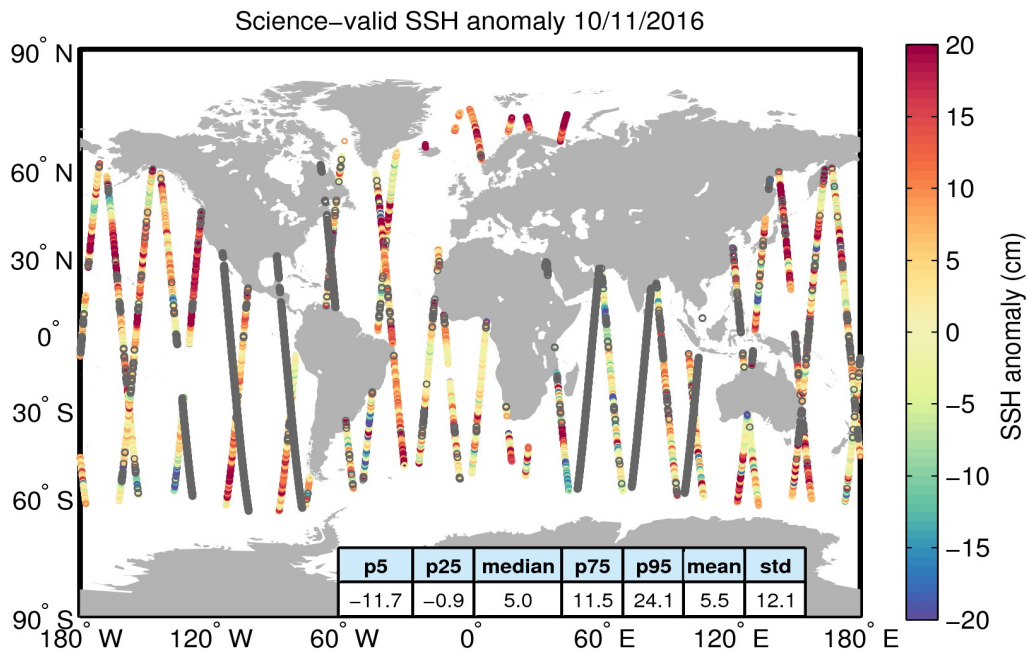 Science−valid SSH anomaly 10/11/2016
90° N
60° N
30° N
0°
30° S
60° S
90° S
180° W
120° W
60° W
0°
60° E
120° E
180° E
p5 p25 median p75 p95 mean std
−11.7 −0.9 5.0 11.5 24.1 5.5 12.1
20
15
10
5
0
−5
−10
−15
−20
SSH anomaly (cm)